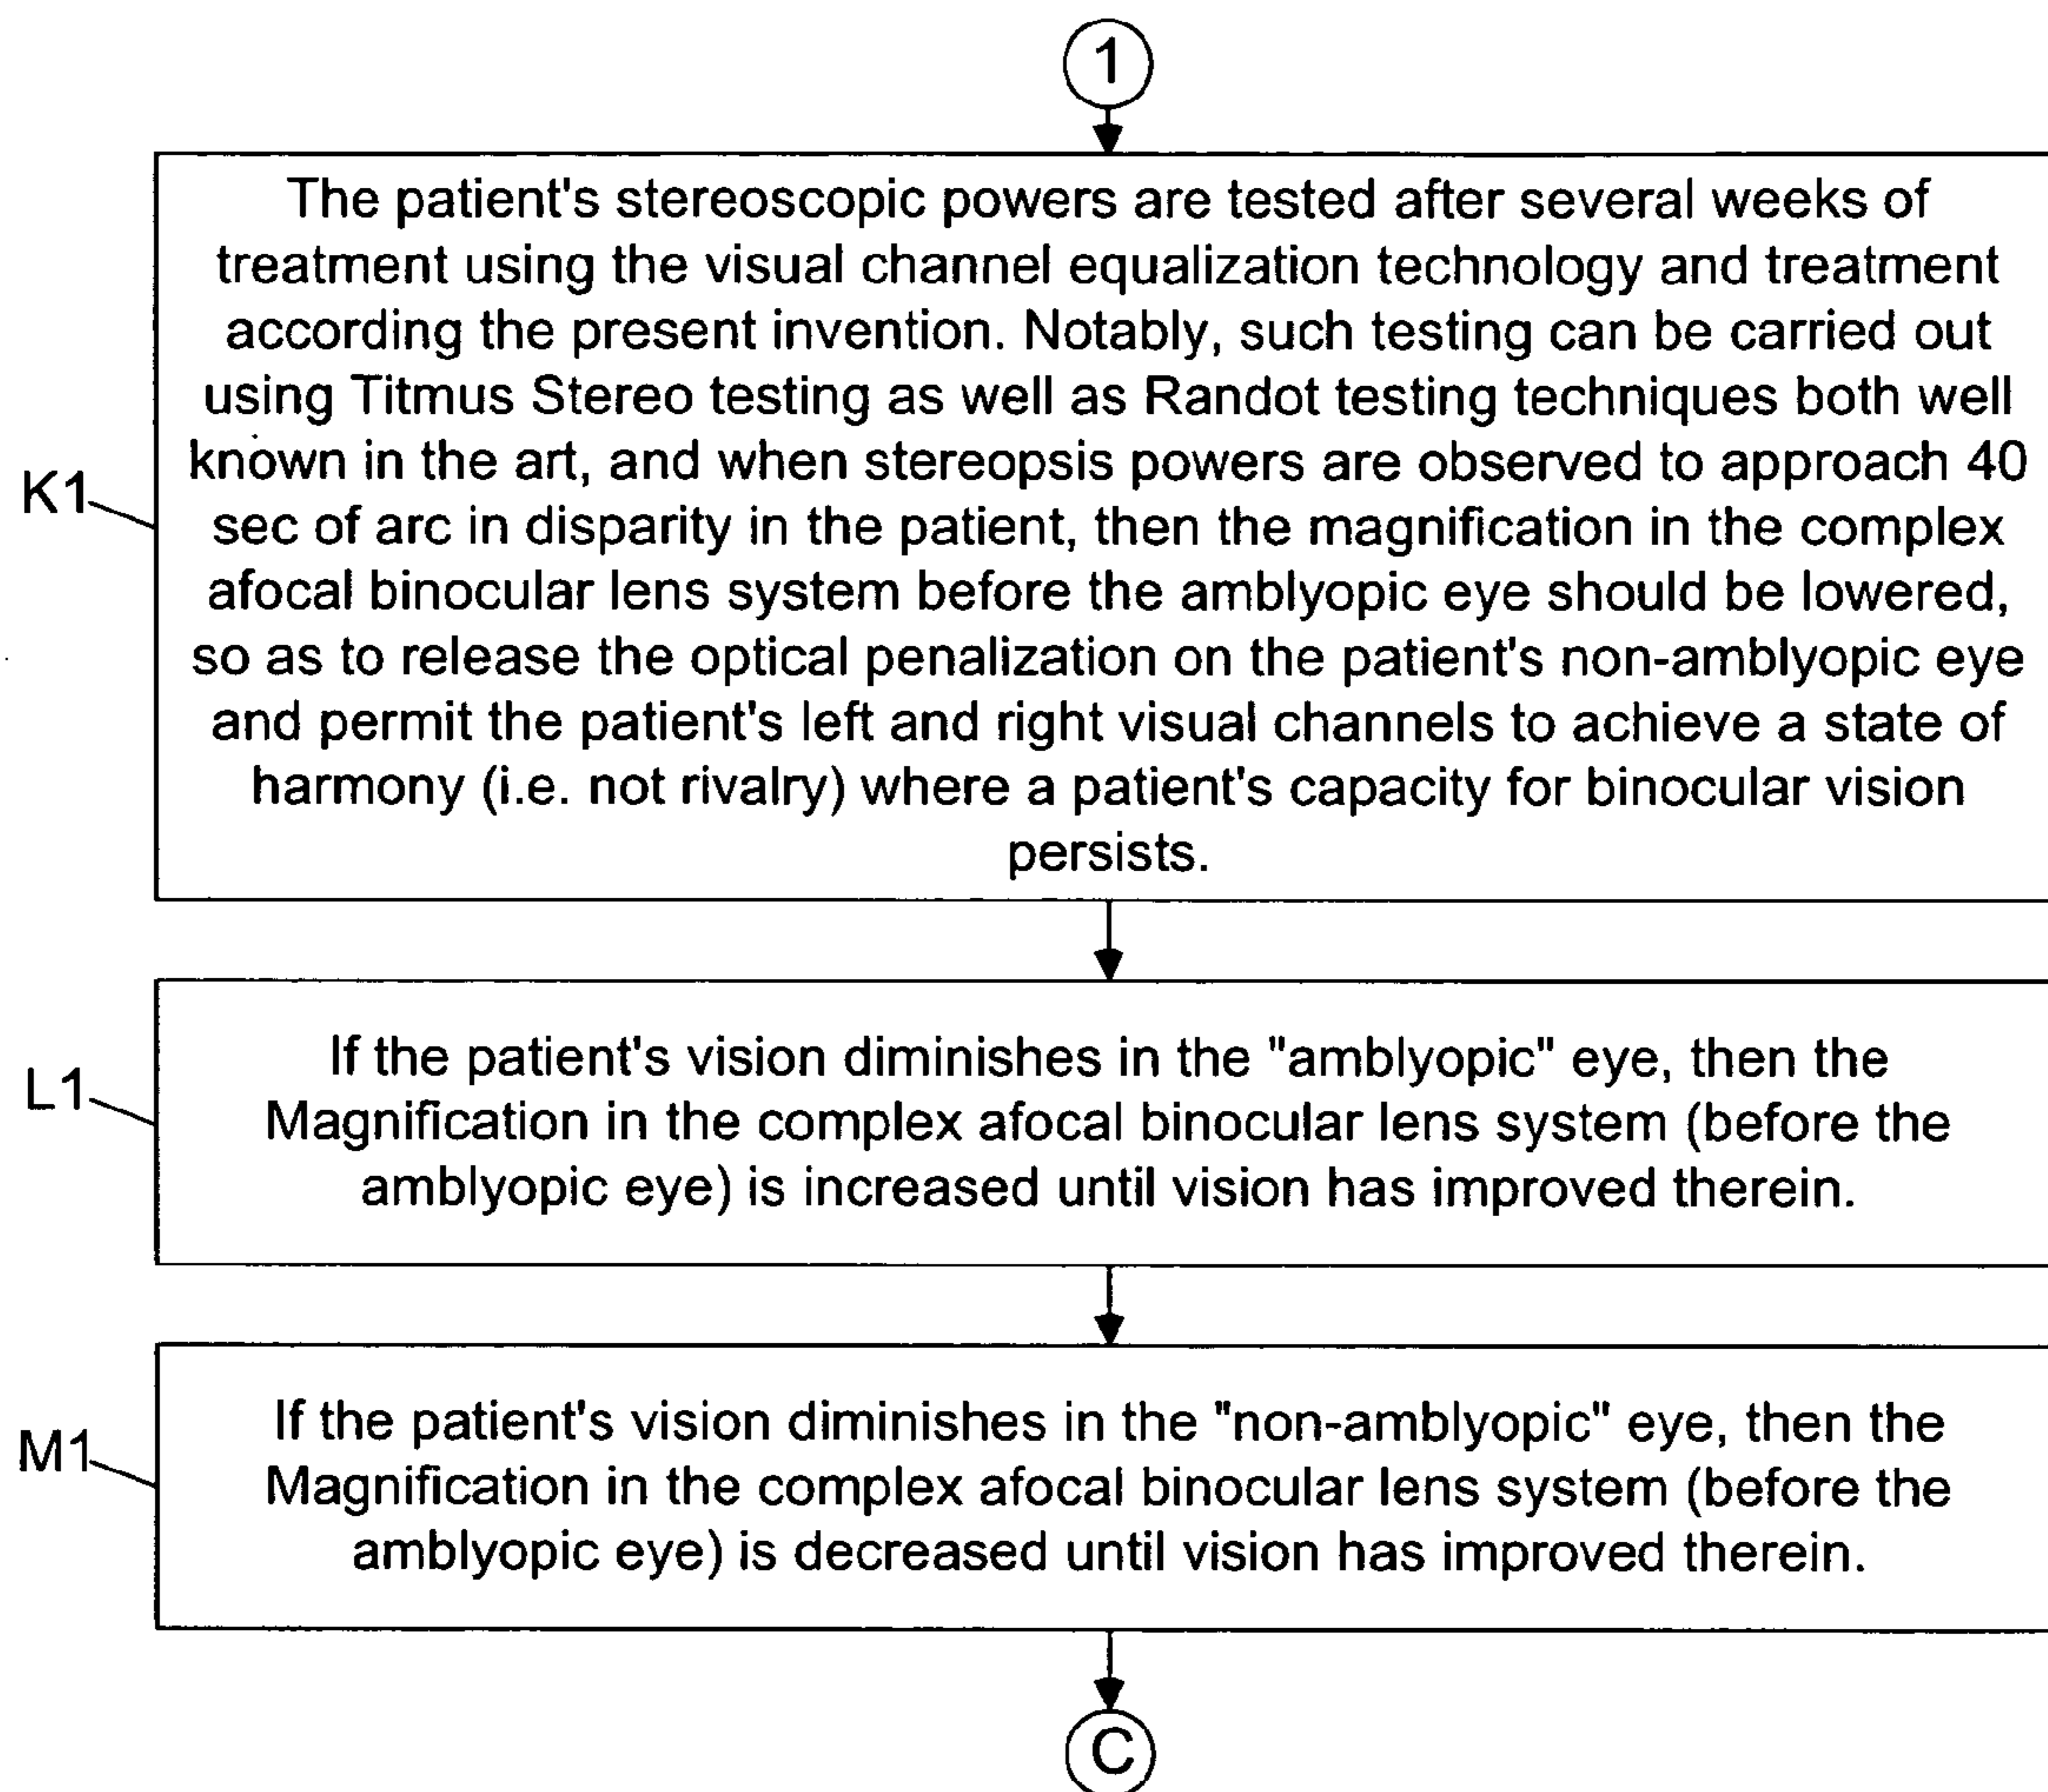 1
The patient's stereoscopic powers are tested after several weeks of
treatment using the visual channel equalization technology and treatment
according the present invention. Notably, such testing can be carried out
using Titmus Stereo testing as well as Randot testing techniques both well
known in the art, and when stereopsis powers are observed to approach 40
sec of arc in disparity in the patient, then the magnification in the complex
afocal binocular lens system before the amblyopic eye should be lowered,
so as to release the optical penalization on the patient's non-amblyopic eye
and permit the patient's left and right visual channels to achieve a state of
harmony (i.e. not rivalry) where a patient's capacity for binocular vision
persists.
K1
If the patient's vision diminishes in the "amblyopic" eye, then the
Magnification in the complex afocal binocular lens system (before the
amblyopic eye) is increased until vision has improved therein.
L1
If the patient's vision diminishes in the "non-amblyopic" eye, then the
Magnification in the complex afocal binocular lens system (before the
amblyopic eye) is decreased until vision has improved therein.
M1
C